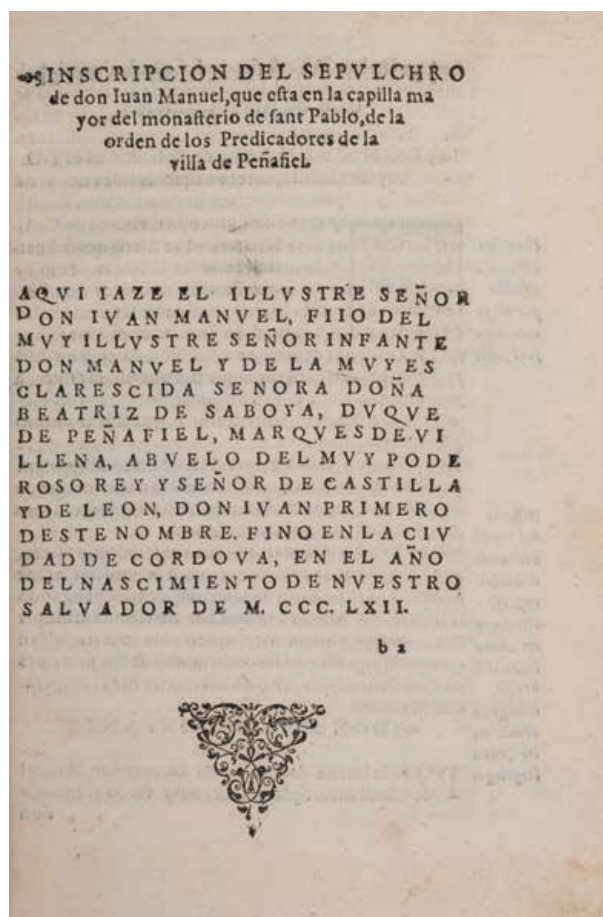 INSCRIPCION DEL SEPVLCHRO
de don Iuan Manuel, que esta en la capilla ma
yor del monasterio de sant Pablo, de la
orden de los Predicadores de la
villa de Peñafiel.
AQVI IAZE EL ILLVSTRE SEÑOR
DON IVAN MANVEL, FIIO DEL
MVY ILLVSTRE SEÑOR INFANTE
DON MANVEL Y DE LA MVY ES
CLARESCIDA SENORA DOÑA
BEATRIZ DE SABOYA, DVQVE
DE PEÑAFIEL, MARQVES DE VI
LLENA, ABVELO DEL MVY PODE
ROSO REY Y SEÑOR DE CASTILLA
Y DE LEON, DON IVAN PRIMERO
DESTE NOMBRE. FINO EN LA CIV
DAD DE CORDOVA, EN EL AÑO
DEL NASCIMIENTO DE NVESTRO
SALVADOR DE M. CCC. LXII.
b 2